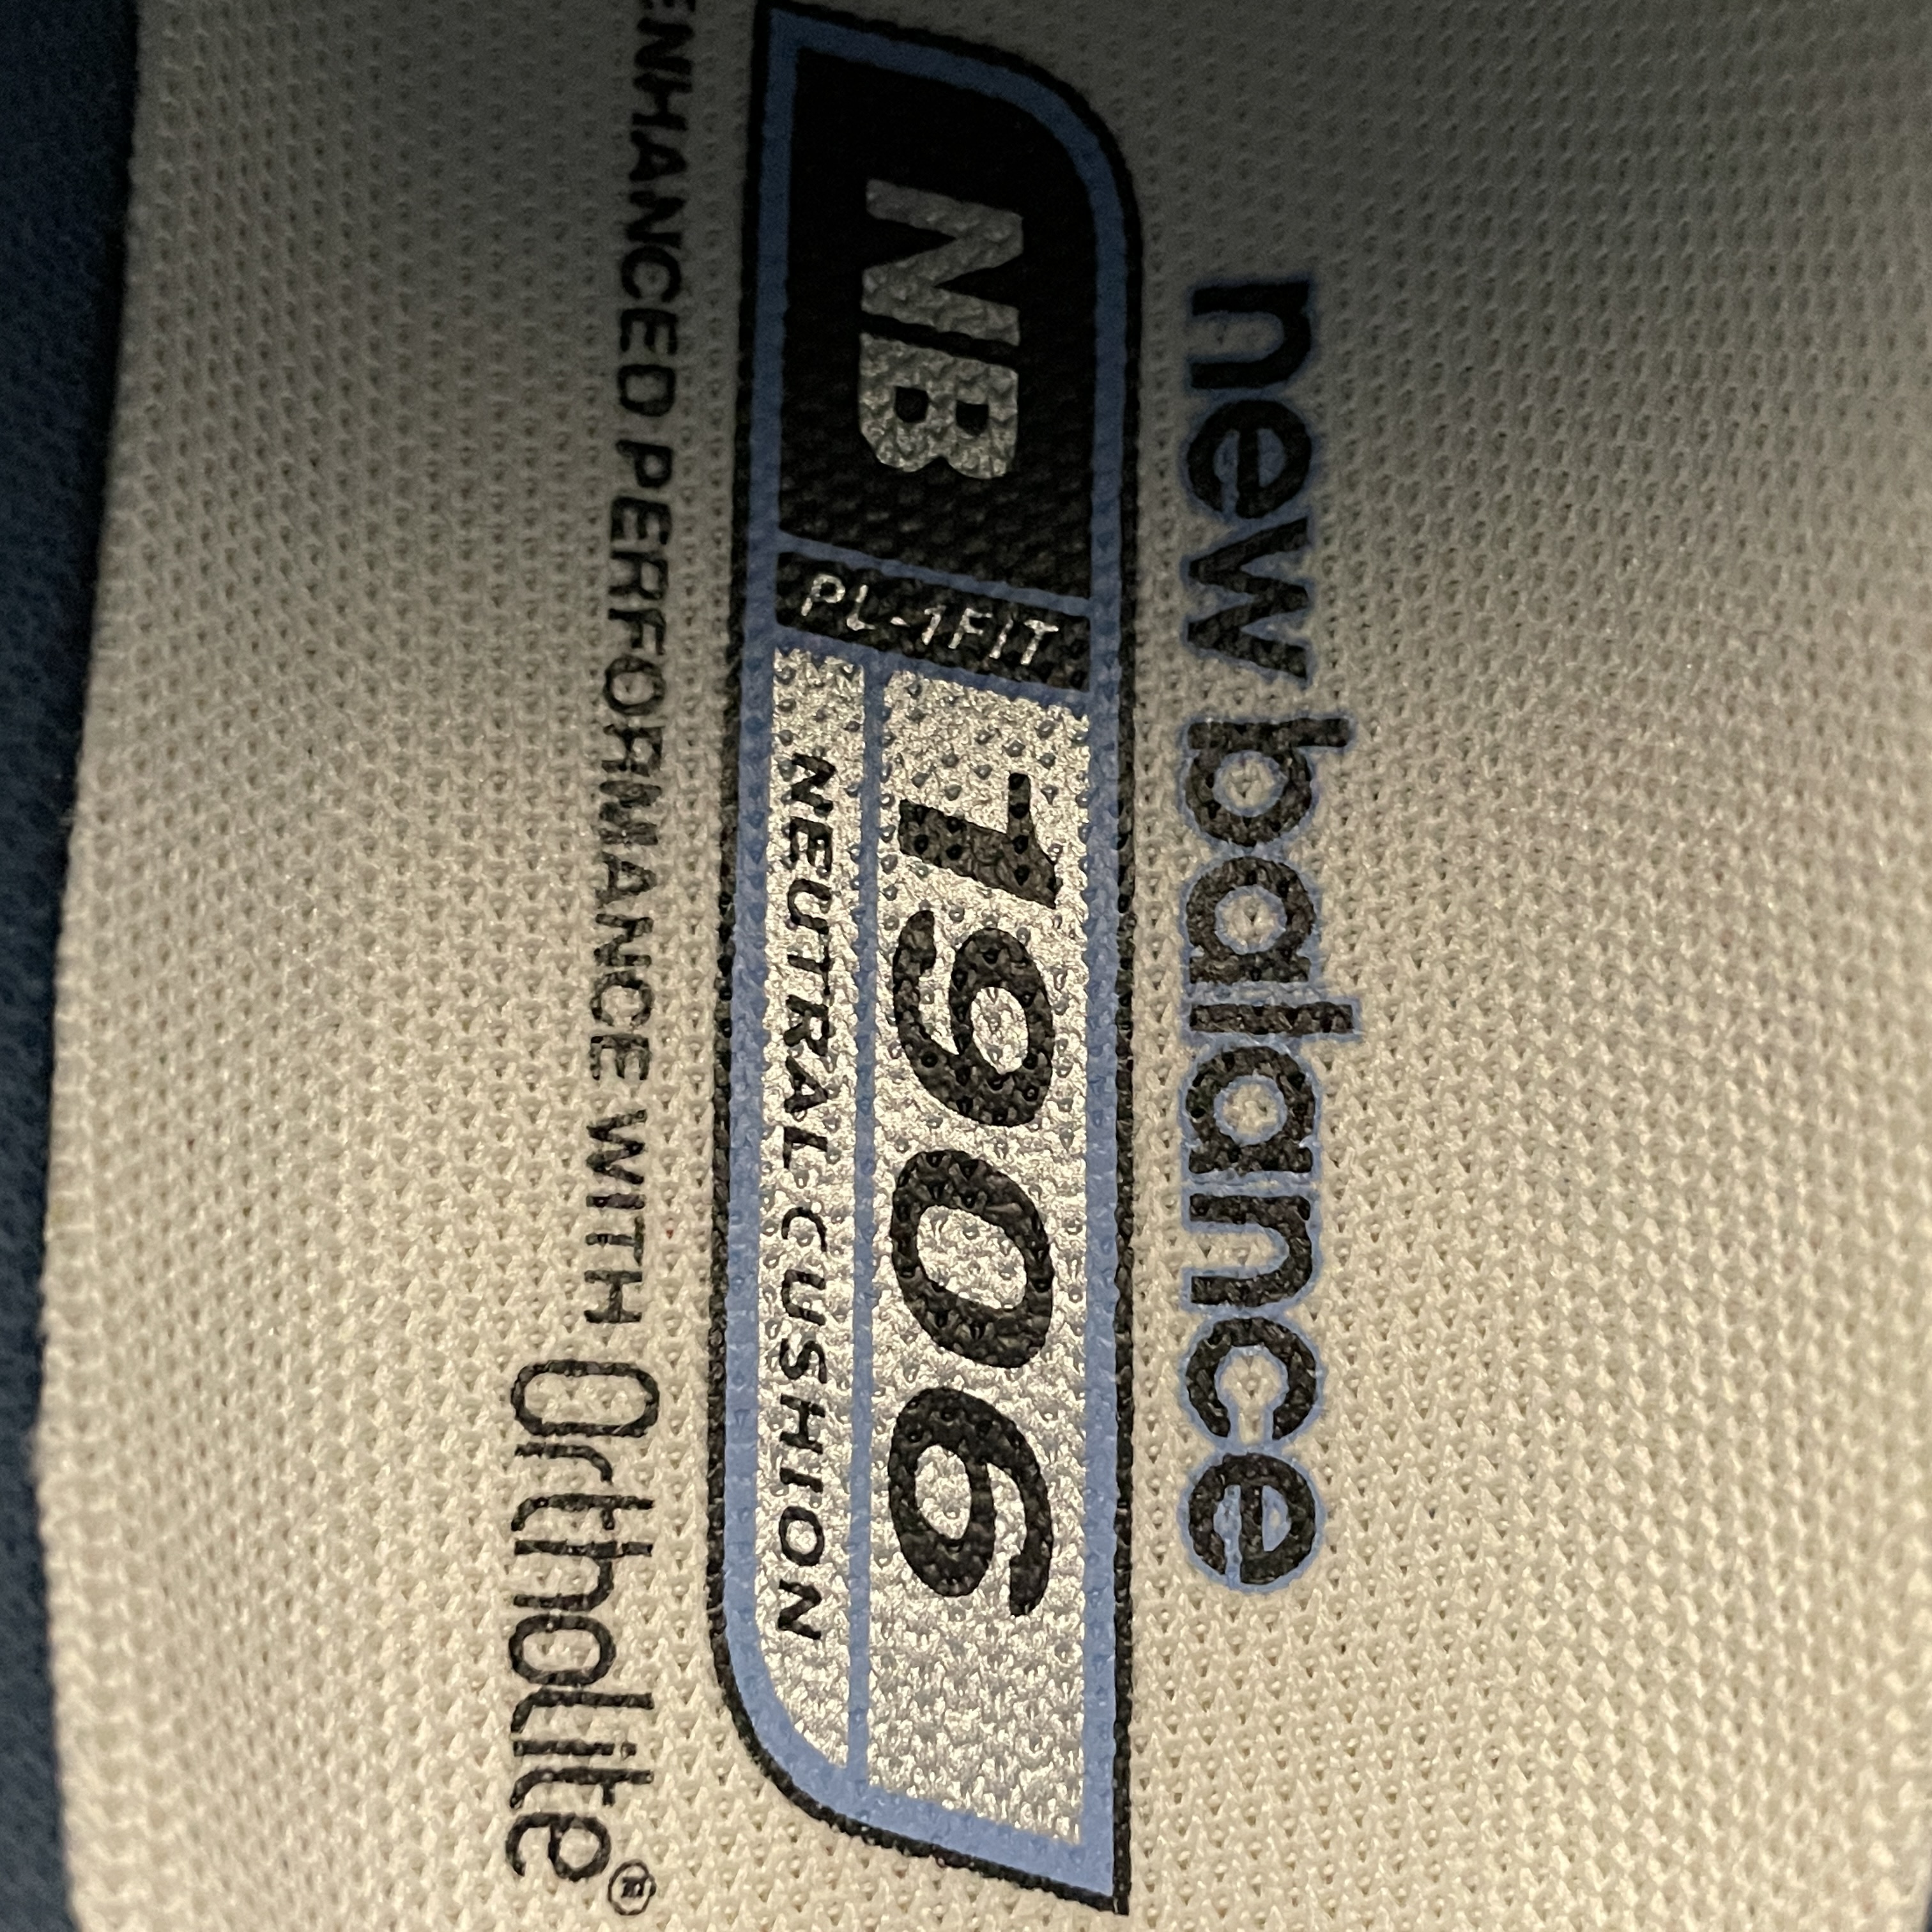 new balance
NB
PL-1FIT
1906
NEUTRAL CUSHION
ENHANCED PERFORMANCE WITH Ortholite®